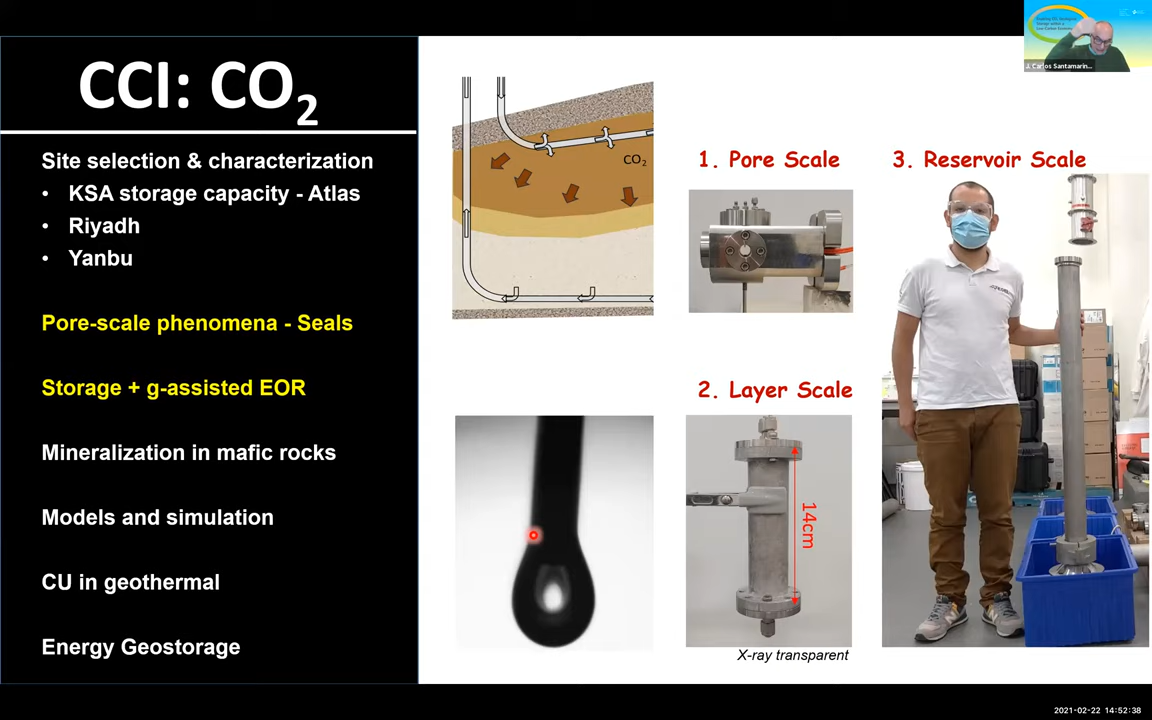 CCI: CO2
Site selection & characterization
• KSA storage capacity - Atlas
• Riyadh
• Yanbu
Pore-scale phenomena - Seals
Storage + g-assisted EOR
Mineralization in mafic rocks
Models and simulation
CU in geothermal
Energy Geostorage
CO2
1. Pore Scale
2. Layer Scale
14cm
X-ray transparent
3. Reservoir Scale
J. Carlos Santamarin...
2021-02-22 14:52:38